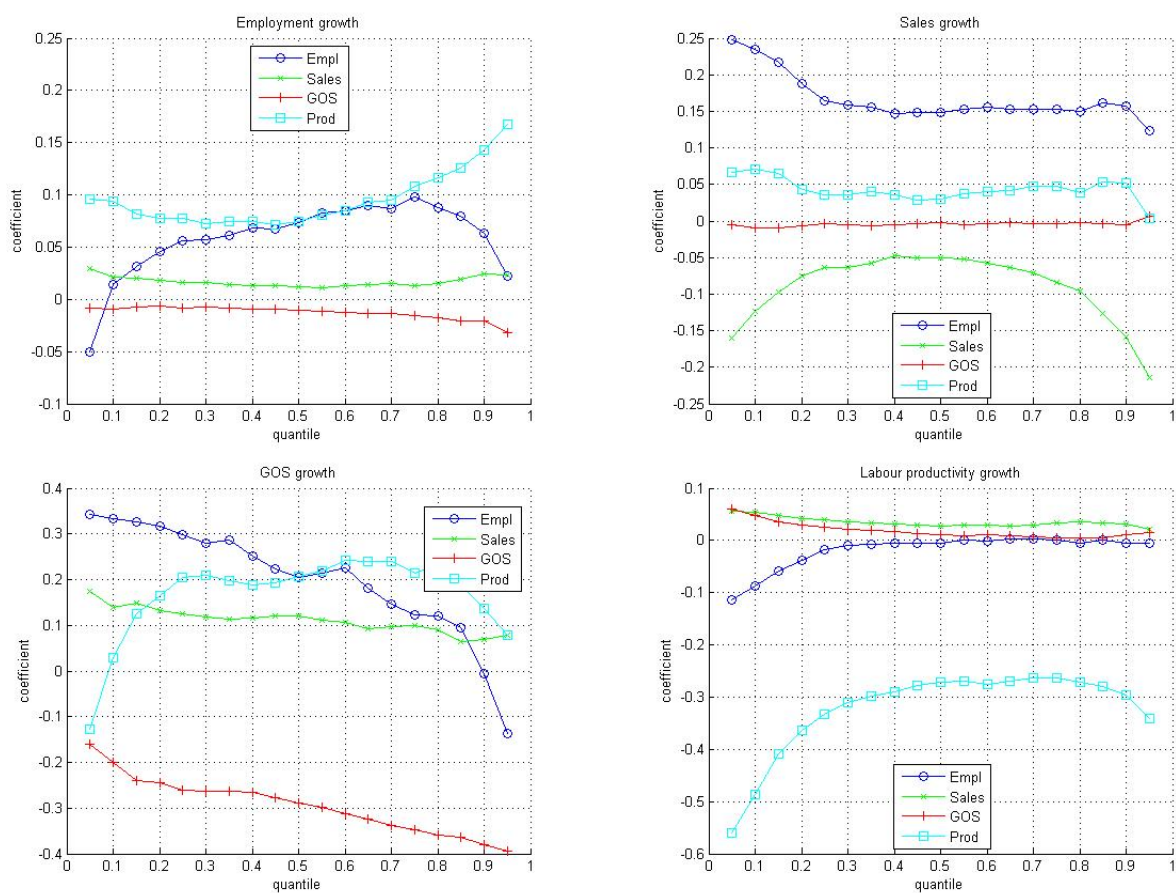 Employment growth
0.25
0.2
0.15
0.1
0.05
0
-0.05
-0.1
coefficient
Empl
Sales
GOS
Prod
0 0.1 0.2 0.3 0.4 0.5 0.6 0.7 0.8 0.9 1
quantile
Sales growth
0.25
0.2
0.15
0.1
0.05
0
-0.05
-0.1
-0.15
-0.2
-0.25
coefficient
Empl
Sales
GOS
Prod
0 0.1 0.2 0.3 0.4 0.5 0.6 0.7 0.8 0.9 1
quantile
GOS growth
0.4
0.3
0.2
0.1
0
-0.1
-0.2
-0.3
-0.4
coefficient
Empl
Sales
GOS
Prod
0 0.1 0.2 0.3 0.4 0.5 0.6 0.7 0.8 0.9 1
quantile
Labour productivity growth
0.1
0
-0.1
-0.2
-0.3
-0.4
-0.5
-0.6
coefficient
Empl
Sales
GOS
Prod
0 0.1 0.2 0.3 0.4 0.5 0.6 0.7 0.8 0.9 1
quantile